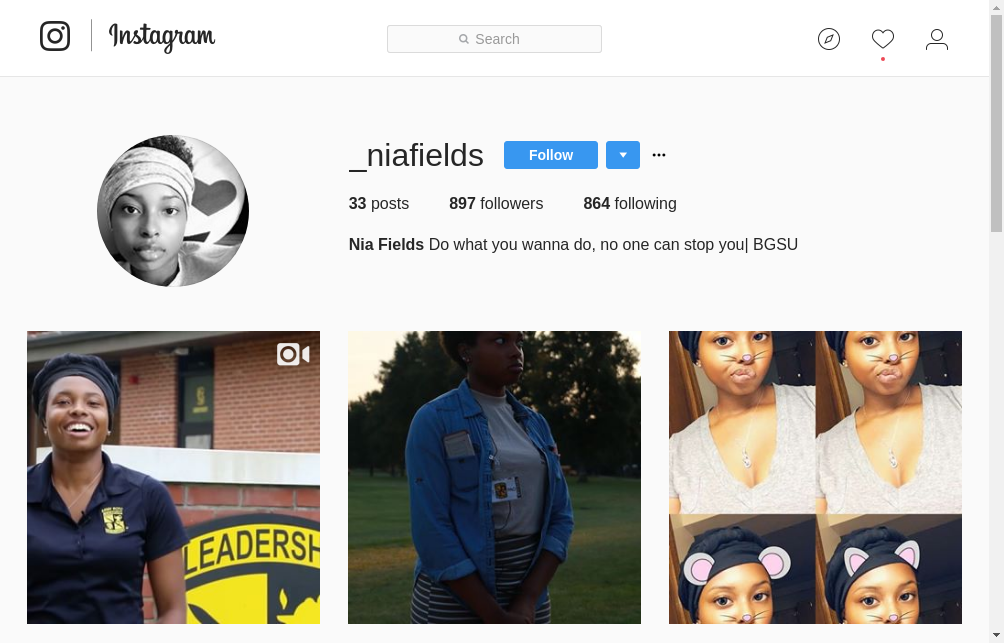 Instagram
Search
_niafields Follow
33 posts 897 followers 864 following
Nia Fields Do what you wanna do, no one can stop you| BGSU
LEADERSH